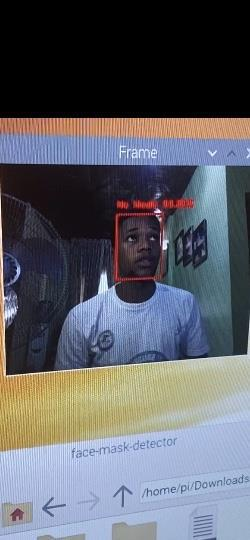 Frame
No Mask:
face-mask-detector
/home/pi/Downloads